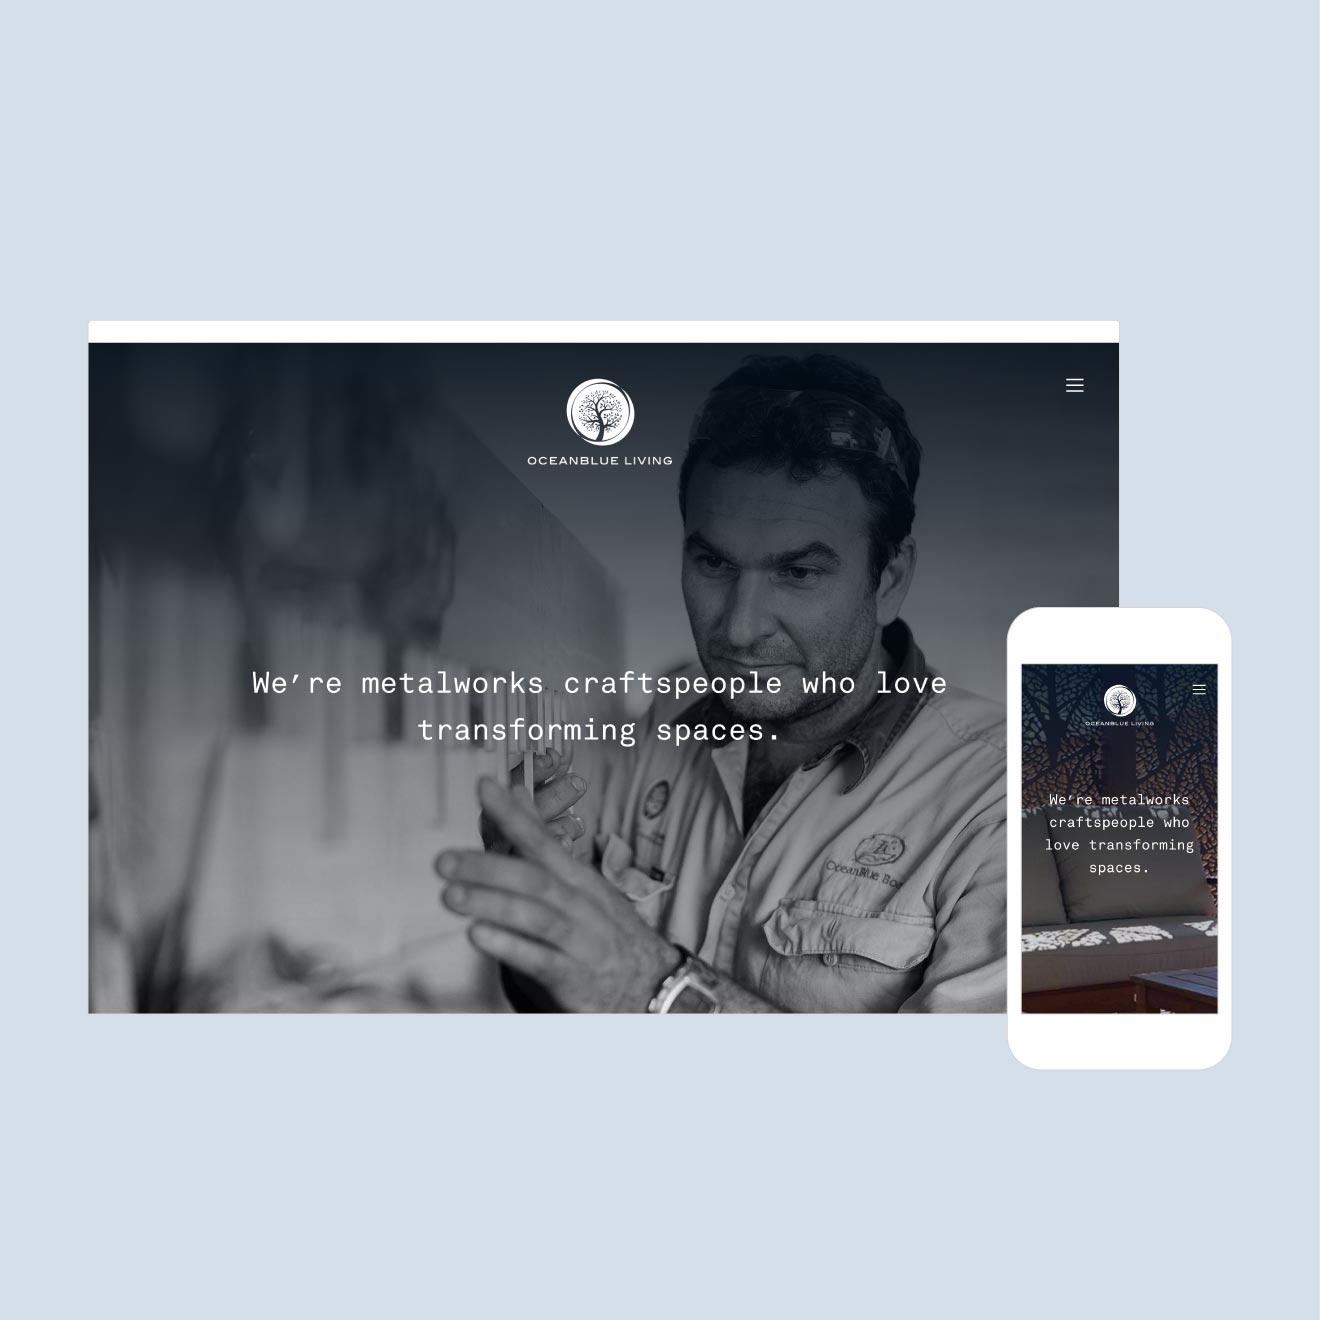 OCEANBLUE LIVING
We're metalworks craftspeople who love
transforming spaces.
OceanBlue
OCEANBLUE LIVING
We're metalworks
craftspeople who
love transforming
spaces.